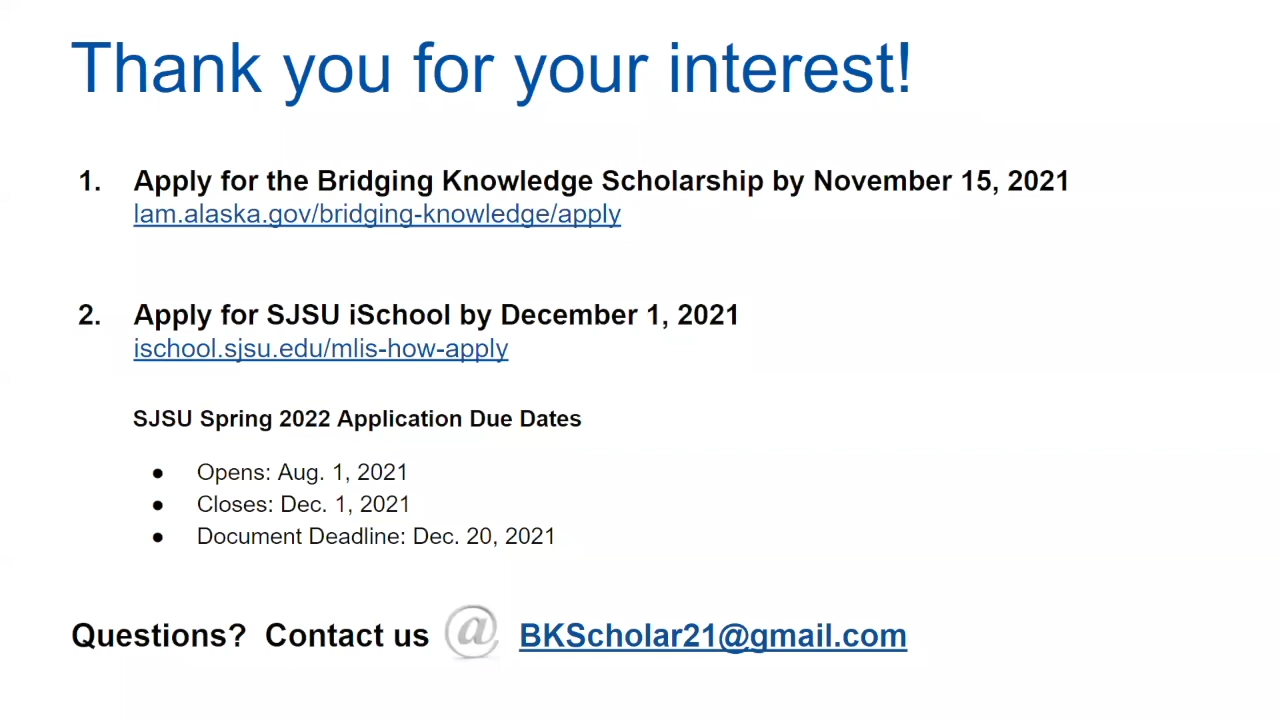 Thank you for your interest!
1. Apply for the Bridging Knowledge Scholarship by November 15, 2021
lam.alaska.gov/bridging-knowledge/apply
2. Apply for SJSU iSchool by December 1, 2021
ischool.sjsu.edu/mlis-how-apply
SJSU Spring 2022 Application Due Dates
● Opens: Aug. 1, 2021
● Closes: Dec. 1, 2021
● Document Deadline: Dec. 20, 2021
Questions? Contact us @ BKScholar21@gmail.com